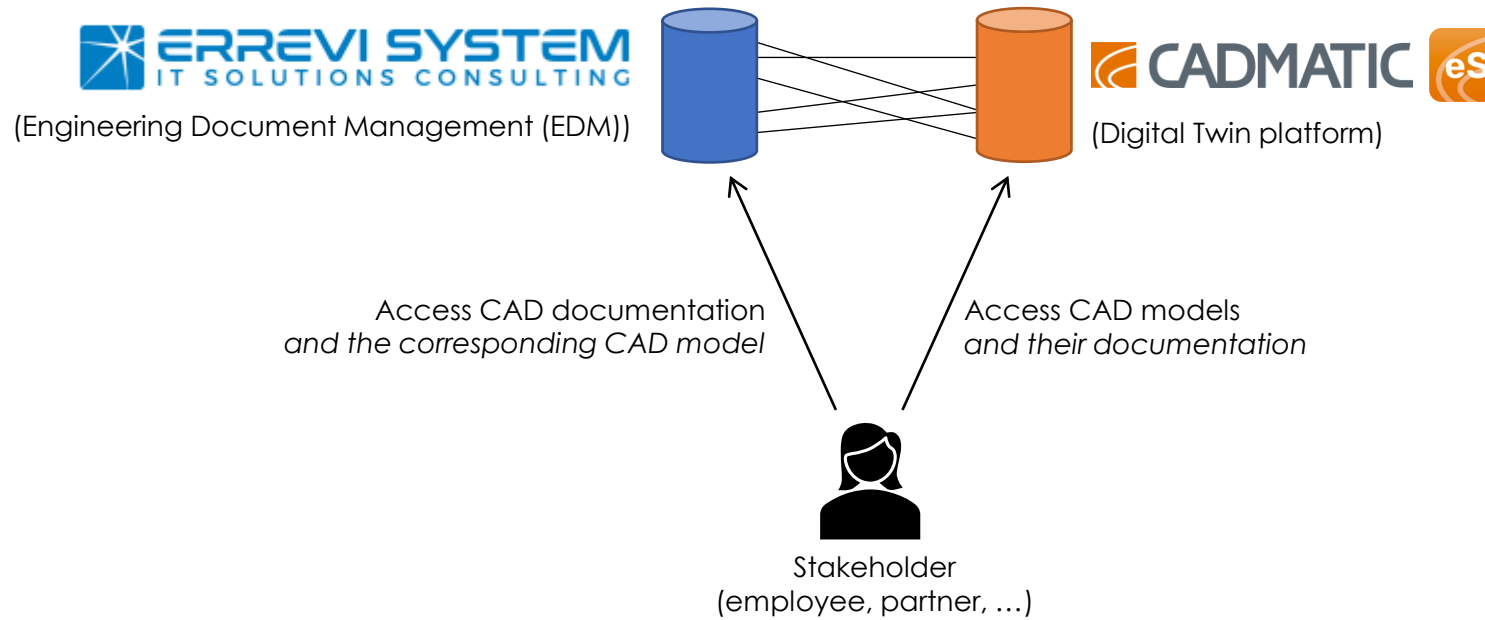 ERREVI SYSTEM
IT SOLUTIONS CONSULTING
(Engineering Document Management (EDM))
CADMATIC
eS
(Digital Twin platform)
Access CAD documentation
and the corresponding CAD model
Access CAD models
and their documentation
Stakeholder
(employee, partner, …)